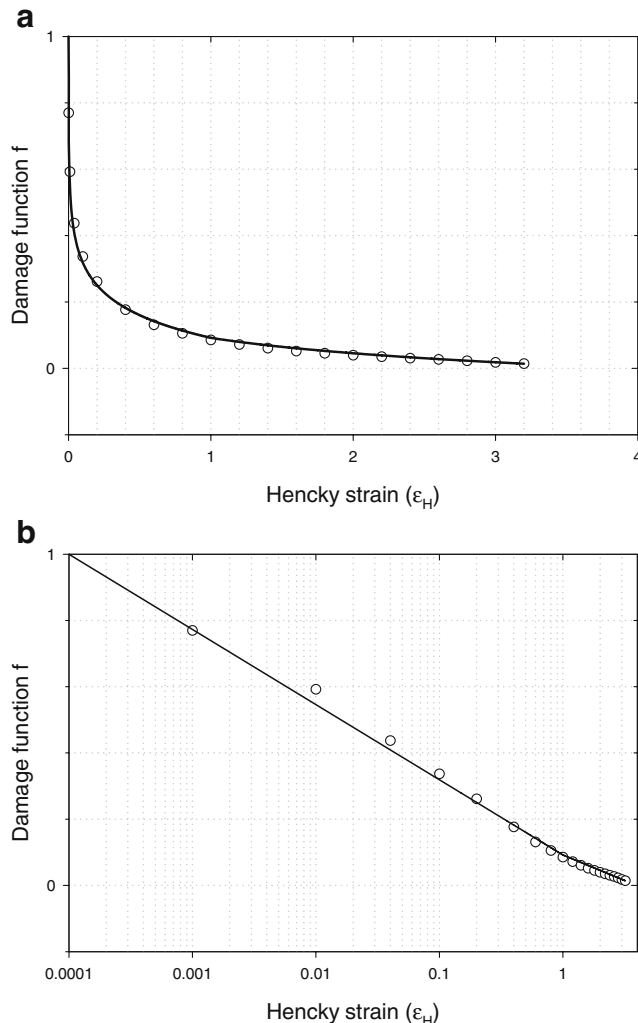 a
1
Damage function f
0
0 1 2 3 4
Hencky strain (εH)
b
1
Damage function f
0
0.0001 0.001 0.01 0.1 1
Hencky strain (εH)